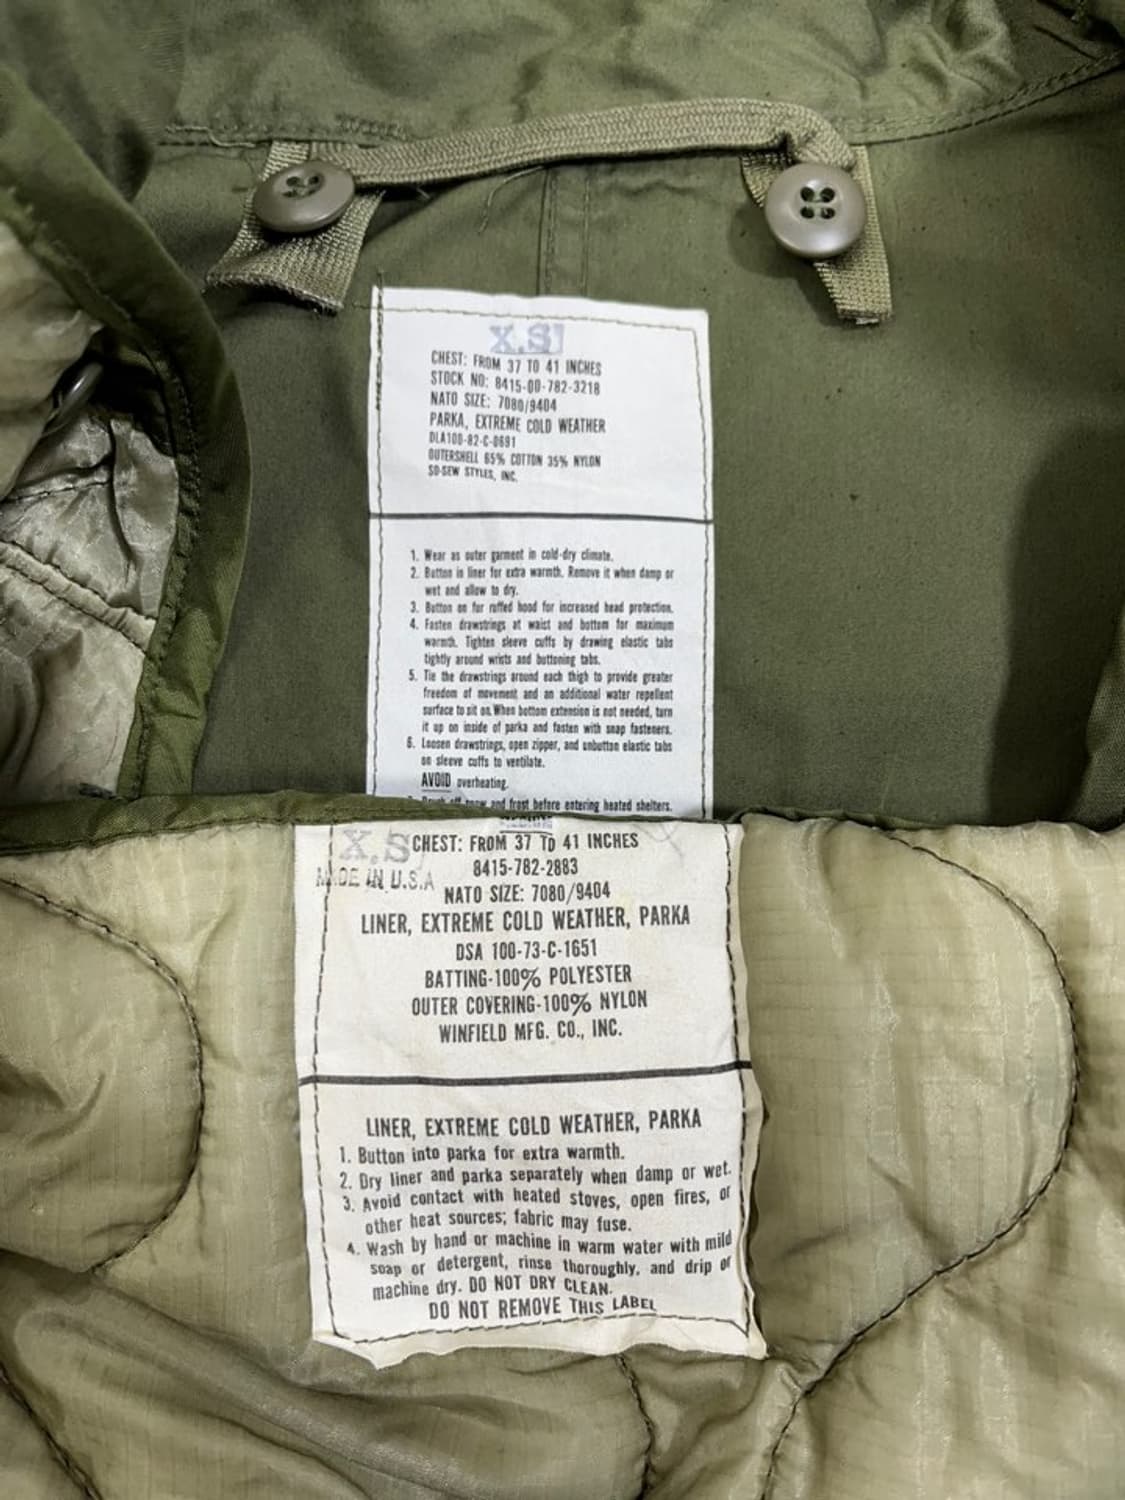 X.S
CHEST: FROM 37 TO 41 INCHES
STOCK NO: 8415-00-782-3218
NATO SIZE: 7080/9404
PARKA, EXTREME COLD WEATHER
DLA100-82-C-0691
OUTERSHELL 65% COTTON 35% NYLON
SO-SEW STYLES, INC.
1. Wear as outer garment in cold-dry climate.
2. Button in liner for extra warmth. Remove it when damp or
wet and allow to dry.
3. Button on fur ruffed hood for increased head protection.
4. Fasten drawstrings at waist and bottom for maximum
warmth. Tighten sleeve cuffs by drawing elastic tabs
tightly around wrists and buttoning tabs.
5. Tie the drawstrings around each thigh to provide greater
freedom of movement and an additional water repellent
surface to sit on. When bottom extension is not needed, turn
it up on inside of parka and fasten with snap fasteners.
6. Loosen drawstrings, open zipper, and unbutton elastic tabs
on sleeve cuffs to ventilate.
AVOID overheating.
and frost before entering heated shelters.
X.S CHEST: FROM 37 TO 41 INCHES
MADE IN U.S.A 8415-782-2883
NATO SIZE: 7080/9404
LINER, EXTREME COLD WEATHER, PARKA
DSA 100-73-C-1651
BATTING-100% POLYESTER
OUTER COVERING-100% NYLON
WINFIELD MFG. CO., INC.
LINER, EXTREME COLD WEATHER, PARKA
1. Button into parka for extra warmth.
2. Dry liner and parka separately when damp or wet.
3. Avoid contact with heated stoves, open fires, or
other heat sources; fabric may fuse.
4. Wash by hand or machine in warm water with mild
soap or detergent, rinse thoroughly, and drip or
machine dry. DO NOT DRY CLEAN.
DO NOT REMOVE THIS LABEL